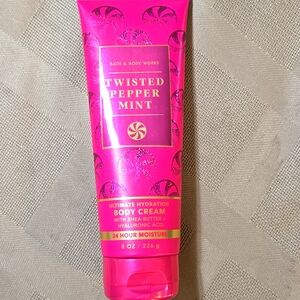 BATH & BODY WORKS
TWISTED
PEPPER
MINT
ULTIMATE HYDRATION
BODY CREAM
WITH SHEA BUTTER +
HYALURONIC ACID
24 HOUR MOISTURE
8 OZ / 226 g